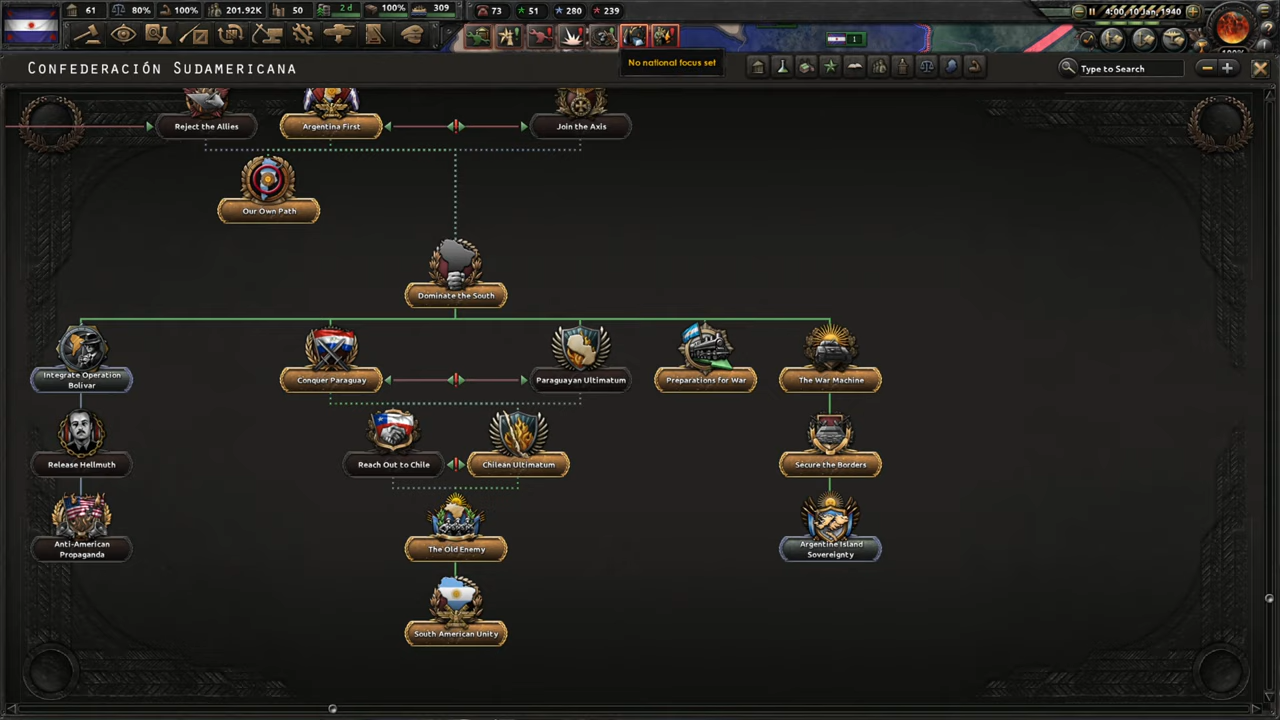 61 80% 100% 201.92K 50 2 d 100% 309 73 51 280 239 4:00, 10 Jan, 1940
1
100%
No national focus set
Confederación Sudamericana
Type to Search
Reject the Allies
Argentina First
Join the Axis
Our Own Path
Dominate the South
Integrate Operation
Bolivar
Conquer Paraguay
Paraguayan Ultimatum
Preparations for War
The War Machine
Release Hellmuth
Reach Out to Chile
Chilean Ultimatum
Secure the Borders
Anti-American
Propaganda
The Old Enemy
Argentine Island
Sovereignty
South American Unity